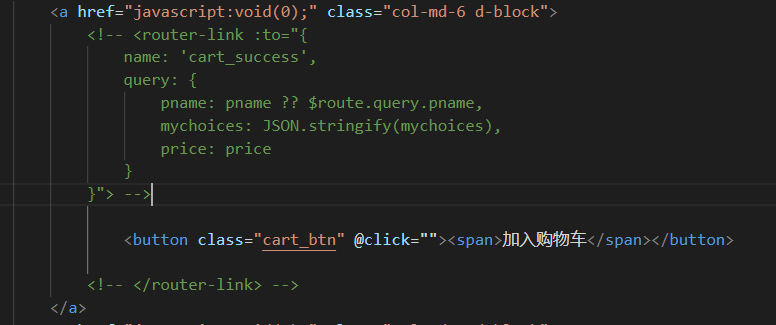 <a href="javascript:void(0);" class="col-md-6 d-block">
<!-- <router-link :to="{
name: 'cart_success',
query: {
pname: pname ?? $route.query.pname,
mychoices: JSON.stringify(mychoices),
price: price
}
}"> -->
<button class="cart_btn" @click=""><span>加入购物车</span></button>
<!-- </router-link> -->
</a>